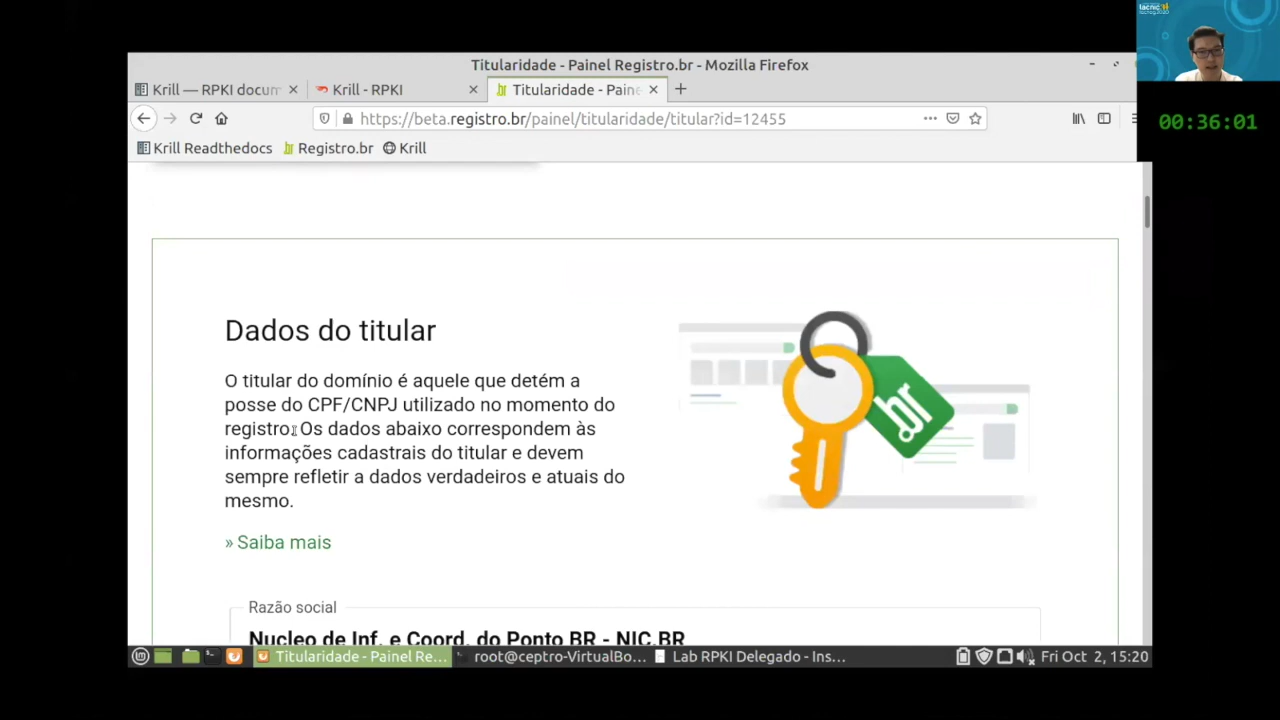 lacnic
Titularidade - Painel Registro.br - Mozilla Firefox
Krill — RPKI docum
Krill - RPKI
Titularidade - Paine
https://beta.registro.br/painel/titularidade/titular?id=12455
00:36:01
Krill Readthedocs
Registro.br
Krill
Dados do titular
O titular do domínio é aquele que detém a
posse do CPF/CNPJ utilizado no momento do
registro. Os dados abaixo correspondem às
informações cadastrais do titular e devem
sempre refletir a dados verdadeiros e atuais do
mesmo.
» Saiba mais
.br
Razão social
Nucleo de Inf. e Coord. do Ponto BR - NIC.BR
Titularidade - Painel Re...
root@ceptro-VirtualBo...
Lab RPKI Delegado - Ins...
Fri Oct 2, 15:20